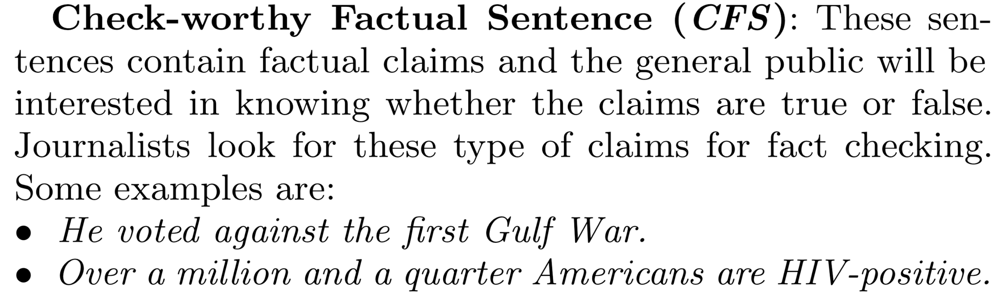 Check-worthy Factual Sentence (CFS): These sen-
tences contain factual claims and the general public will be
interested in knowing whether the claims are true or false.
Journalists look for these type of claims for fact checking.
Some examples are:
• He voted against the first Gulf War.
• Over a million and a quarter Americans are HIV-positive.